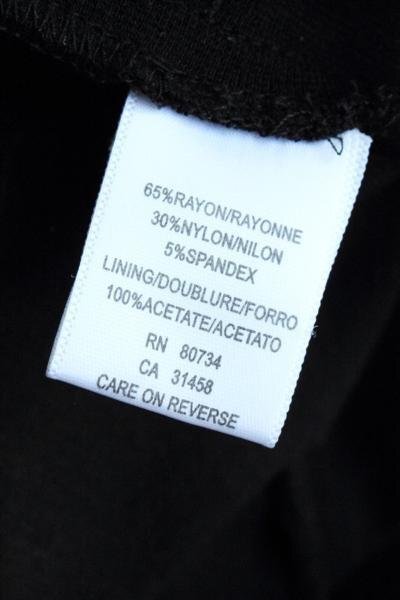 65%RAYON/RAYONNE
30%NYLON/NILON
5%SPANDEX
LINING/DOUBLURE/FORRO
100%ACETATE/ACETATO
RN 80734
CA 31458
CARE ON REVERSE